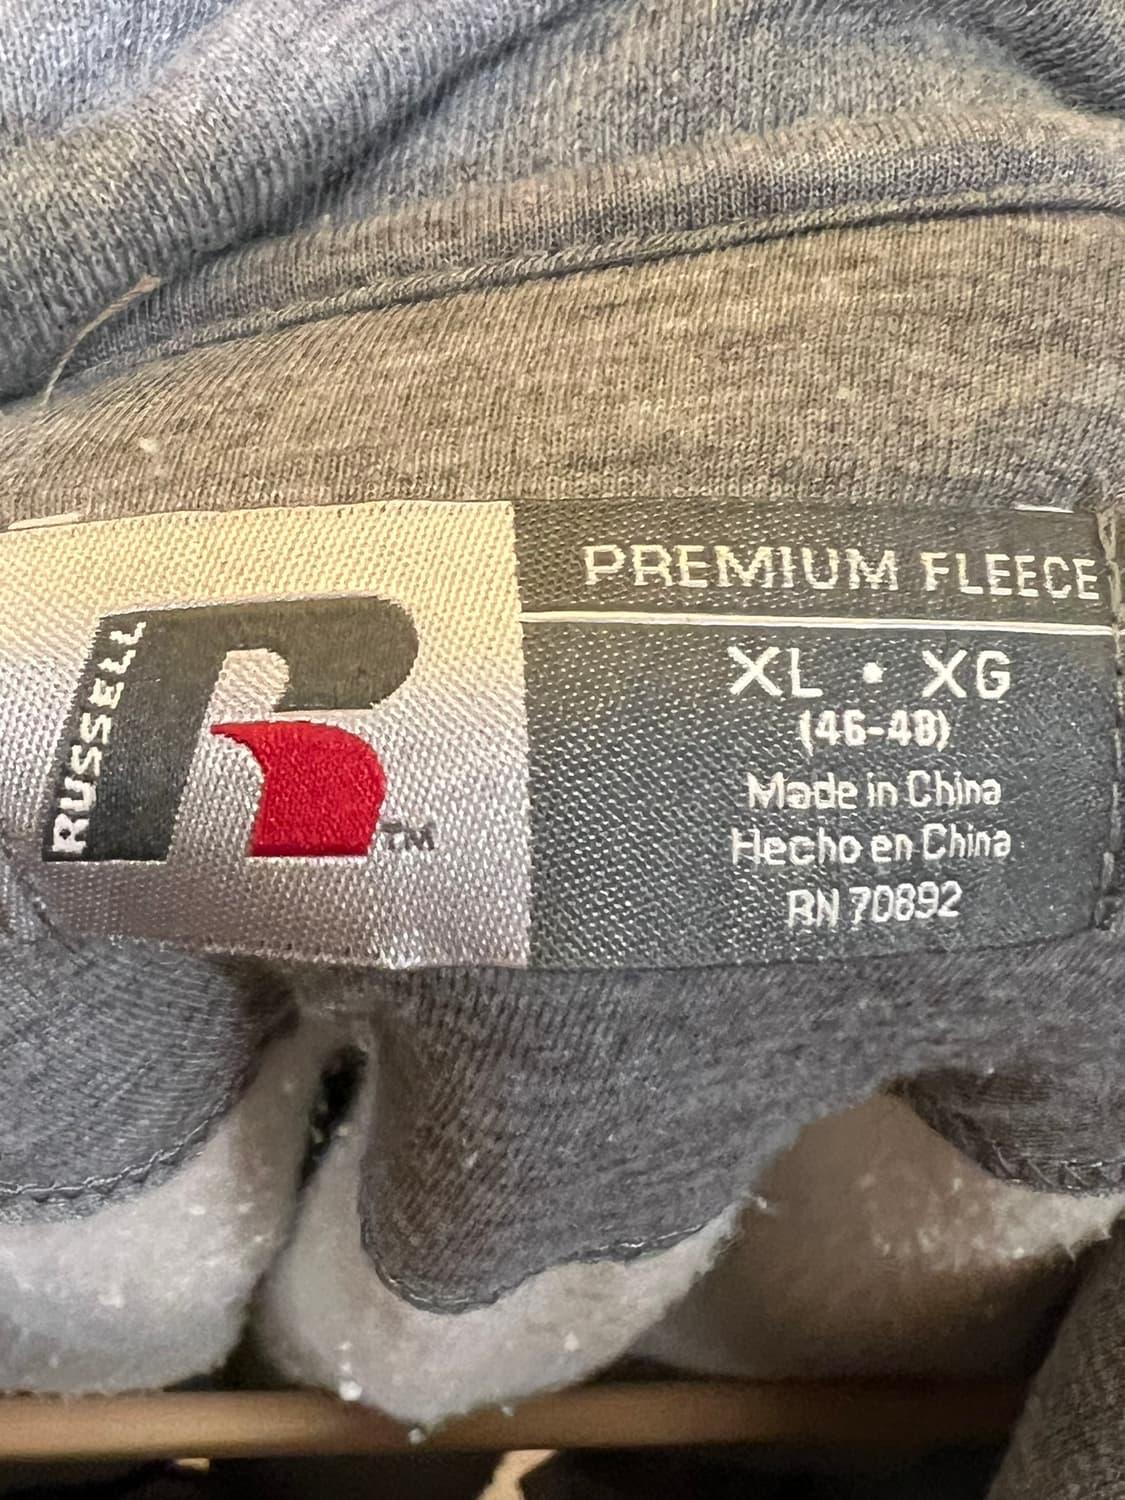 RUSSELL
TM
PREMIUM FLEECE
XL • XG
(46-48)
Made in China
Hecho en China
RN 70892